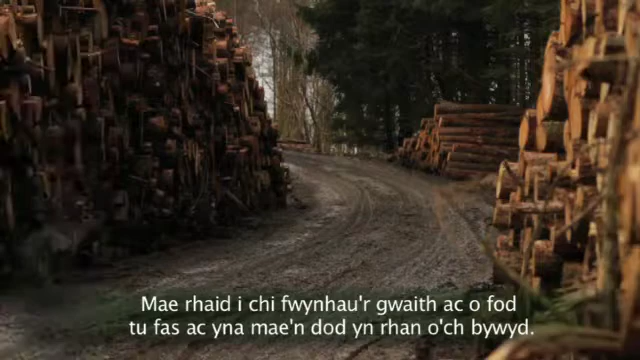 Mae rhaid i chi fwynhau'r gwaith ac o fod
tu fas ac yna mae'n dod yn rhan o'ch bywyd.